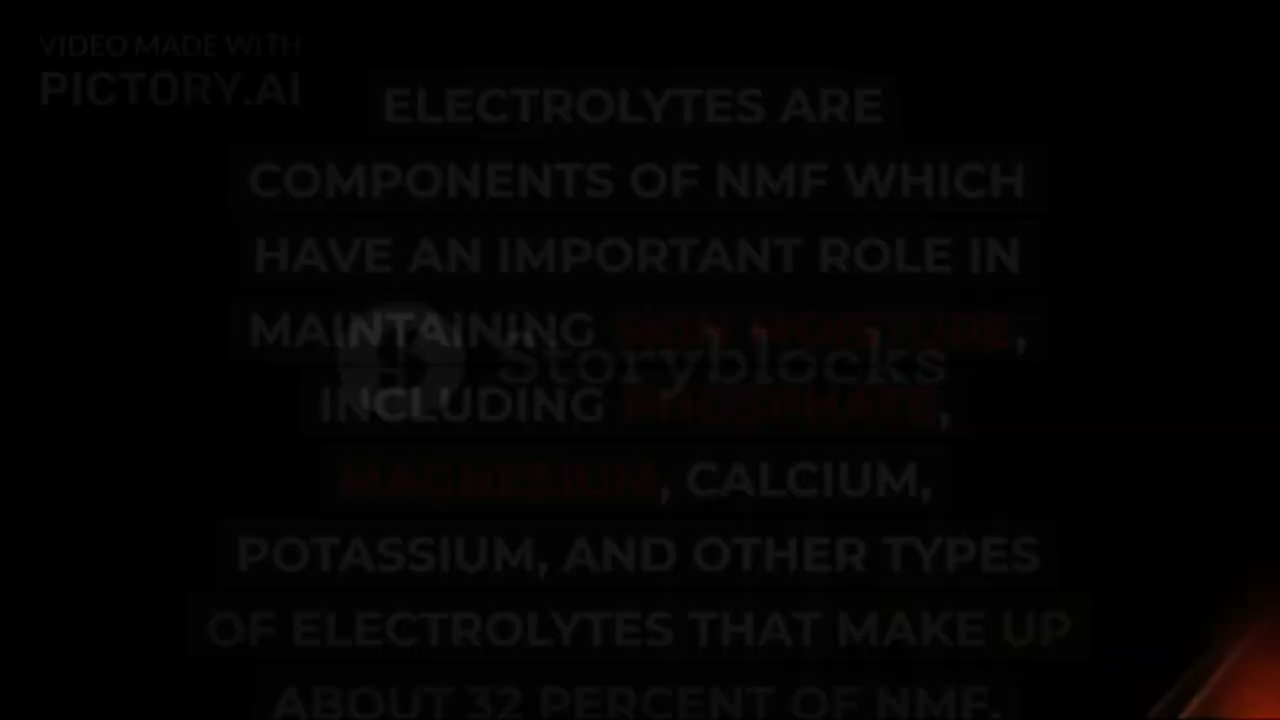 VIDEO MADE WITH
PICTORY.AI
ELECTROLYTES ARE
COMPONENTS OF NMF WHICH
HAVE AN IMPORTANT ROLE IN
MAINTAINING SKIN MOISTURE,
Storyblocks
INCLUDING PHOSPHATE,
MAGNESIUM, CALCIUM,
POTASSIUM, AND OTHER TYPES
OF ELECTROLYTES THAT MAKE UP
ABOUT 32 PERCENT OF NMF.